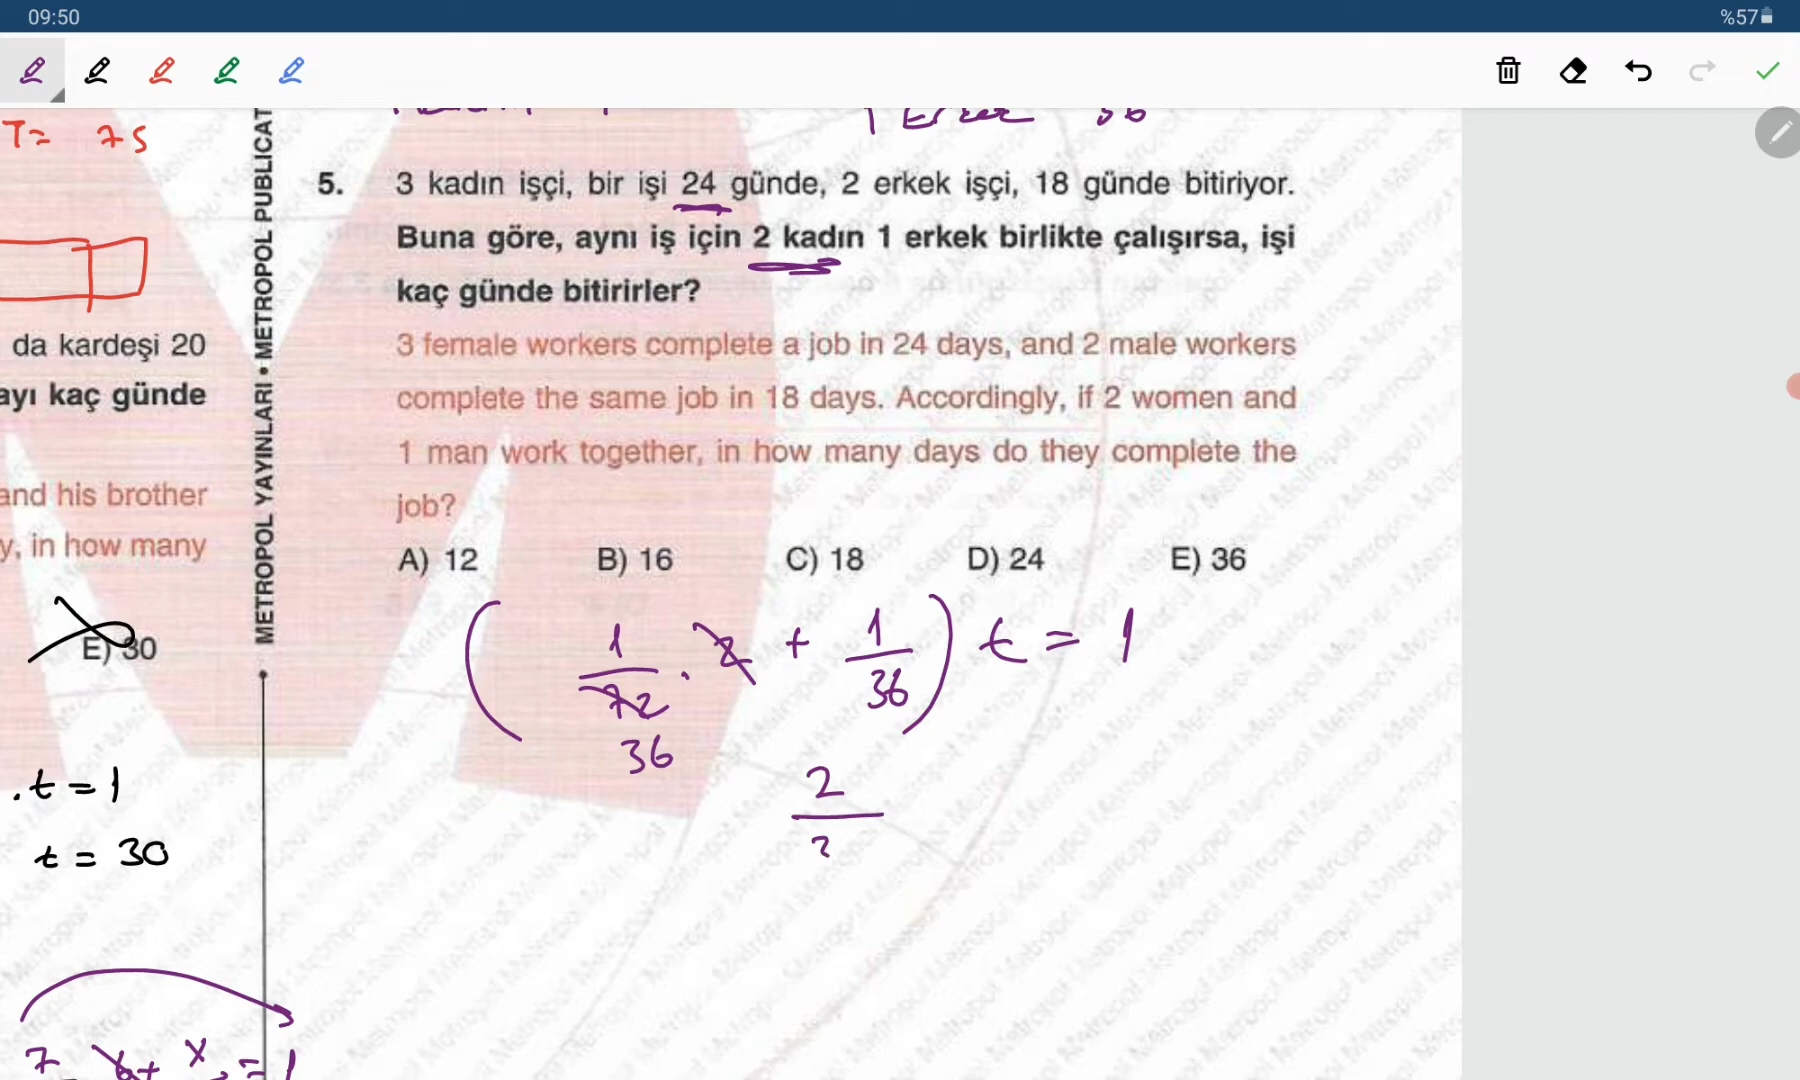 09:50
%57
T= 75
1 Erkek 36
5. 3 kadın işçi, bir işi 24 günde, 2 erkek işçi, 18 günde bitiriyor.
Buna göre, aynı iş için 2 kadın 1 erkek birlikte çalışırsa, işi
kaç günde bitirirler?
3 female workers complete a job in 24 days, and 2 male workers
complete the same job in 18 days. Accordingly, if 2 women and
1 man work together, in how many days do they complete the
job?
A) 12 B) 16 C) 18 D) 24 E) 36
( 1/72 . 2 + 1/36 ) t = 1
36
2
METROPOL YAYINLARI • METROPOL PUBLICAT
da kardeşi 20
ayı kaç günde
and his brother
y, in how many
E) 30
.t = 1
t = 30
7 x = 1